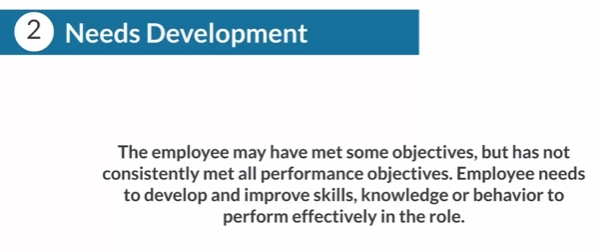 2 Needs Development
The employee may have met some objectives, but has not
consistently met all performance objectives. Employee needs
to develop and improve skills, knowledge or behavior to
perform effectively in the role.